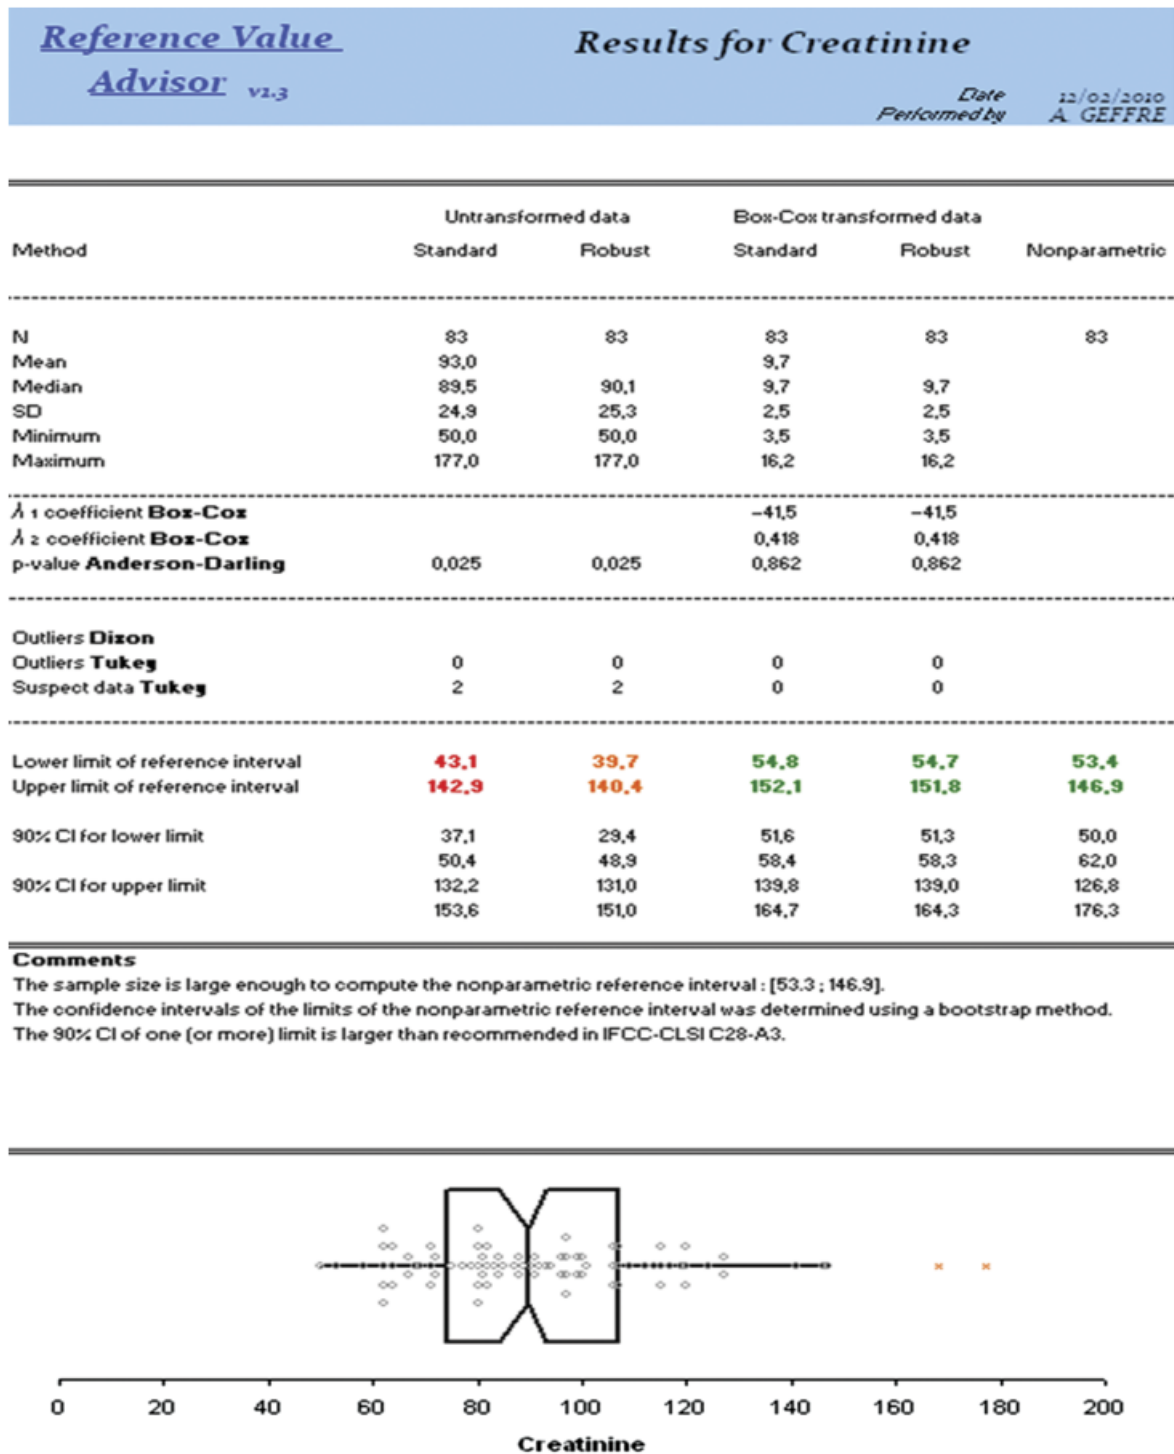 Reference Value Results for Creatinine
Advisor v1.3
Date 12/02/2010
Performed by A. GEFFRE
Untransformed data Box-Cox transformed data
Method Standard Robust Standard Robust Nonparametric
N 83 83 83 83 83
Mean 93,0 9,7
Median 89,5 90,1 9,7 9,7
SD 24,9 25,3 2,5 2,5
Minimum 50,0 50,0 3,5 3,5
Maximum 177,0 177,0 16,2 16,2
λ 1 coefficient Box-Cox -41,5 -41,5
λ 2 coefficient Box-Cox 0,418 0,418
p-value Anderson-Darling 0,025 0,025 0,862 0,862
Outliers Dixon
Outliers Tukey 0 0 0 0
Suspect data Tukey 2 2 0 0
Lower limit of reference interval 43,1 39,7 54,8 54,7 53,4
Upper limit of reference interval 142,9 140,4 152,1 151,8 146,9
90% CI for lower limit 37,1 29,4 51,6 51,3 50,0
50,4 48,9 58,4 58,3 62,0
90% CI for upper limit 132,2 131,0 139,8 139,0 126,8
153,6 151,0 164,7 164,3 176,3
Comments
The sample size is large enough to compute the nonparametric reference interval : [53.3 ; 146.9].
The confidence intervals of the limits of the nonparametric reference interval was determined using a bootstrap method.
The 90% CI of one (or more) limit is larger than recommended in IFCC-CLSI C28-A3.
0 20 40 60 80 100 120 140 160 180 200
Creatinine